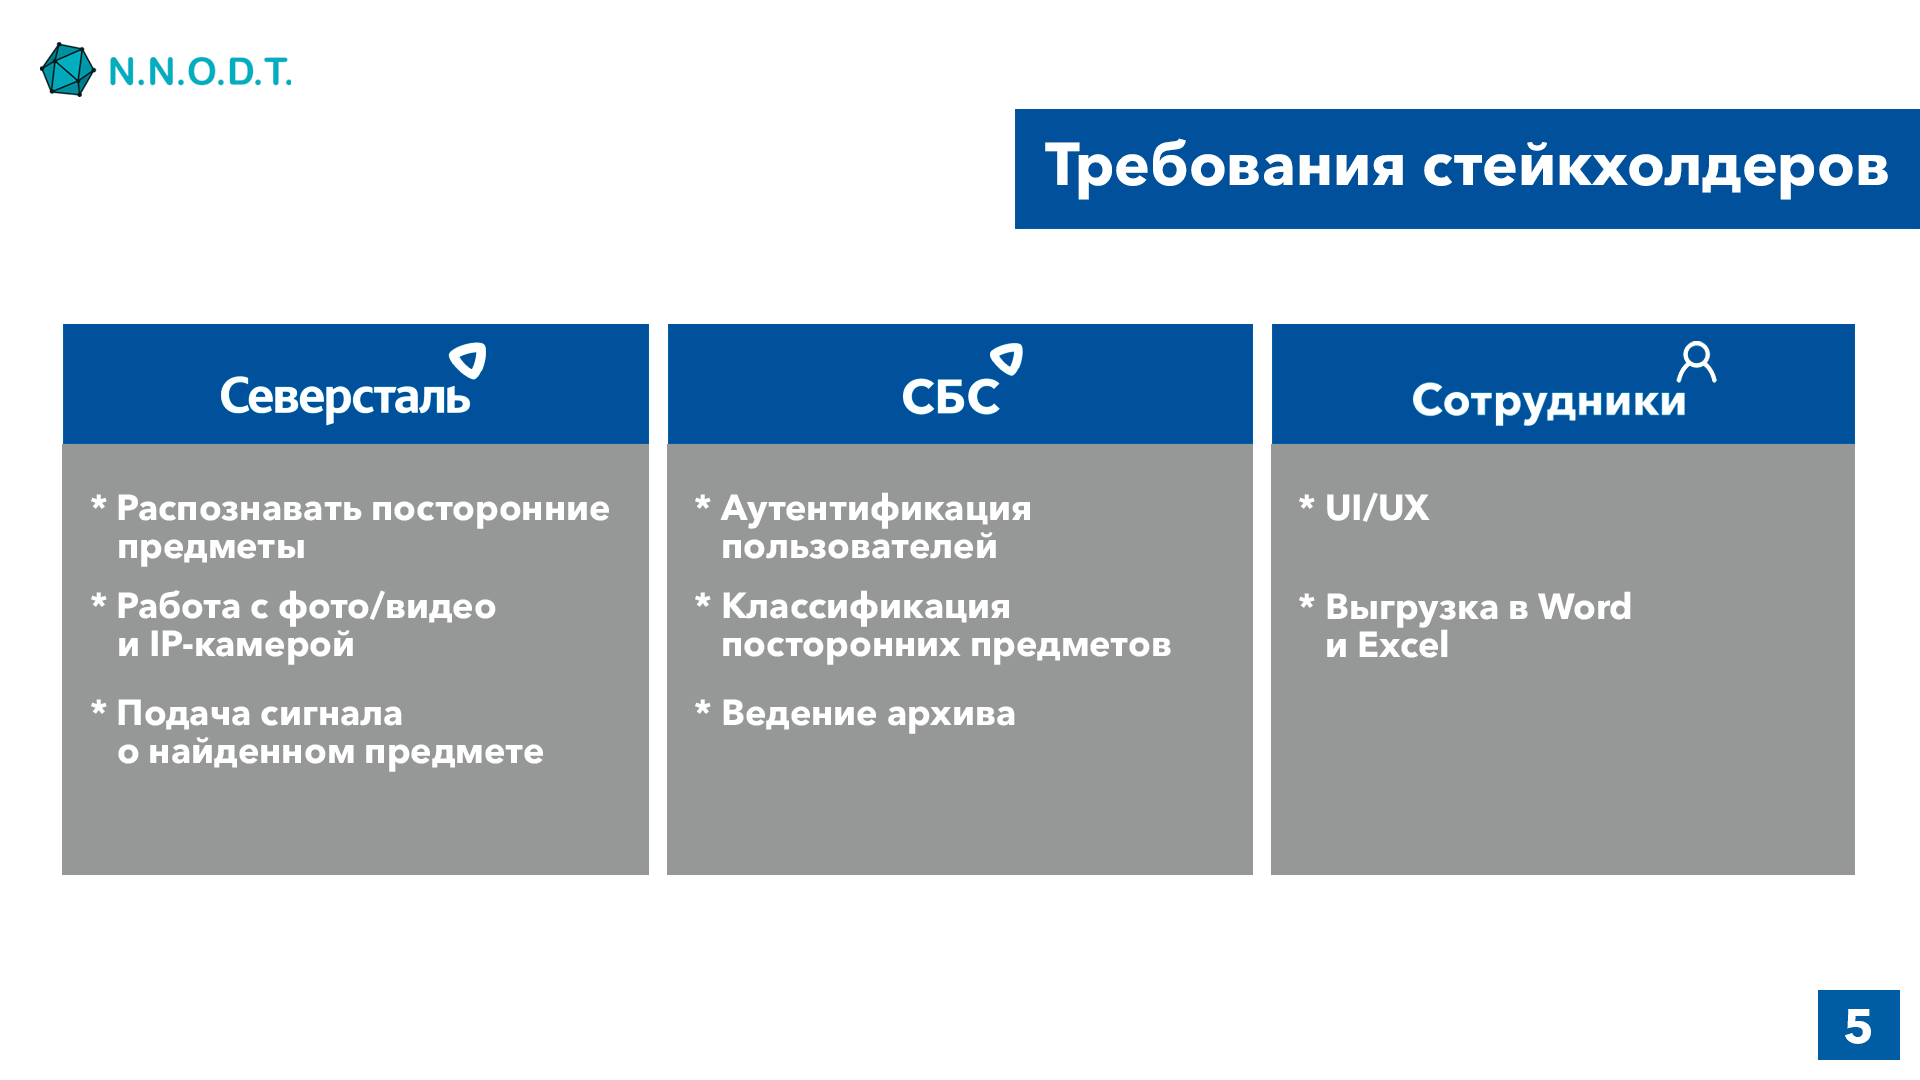 N.N.O.D.T.
Требования стейкхолдеров
Северсталь
* Распознавать посторонние
предметы
* Работа с фото/видео
и IP-камерой
* Подача сигнала
о найденном предмете
СБС
* Аутентификация
пользователей
* Классификация
посторонних предметов
* Ведение архива
Сотрудники
* UI/UX
* Выгрузка в Word
и Excel
5